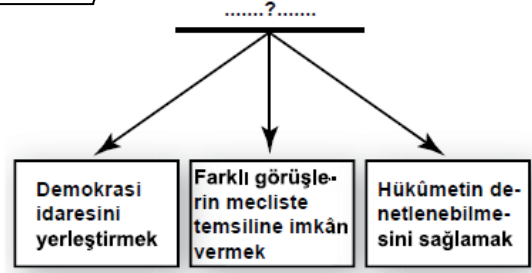 .......?.......
Demokrasi
idaresini
yerleştirmek
Farklı görüşle-
rin mecliste
temsiline imkân
vermek
Hükûmetin de-
netlenebilme-
sini sağlamak